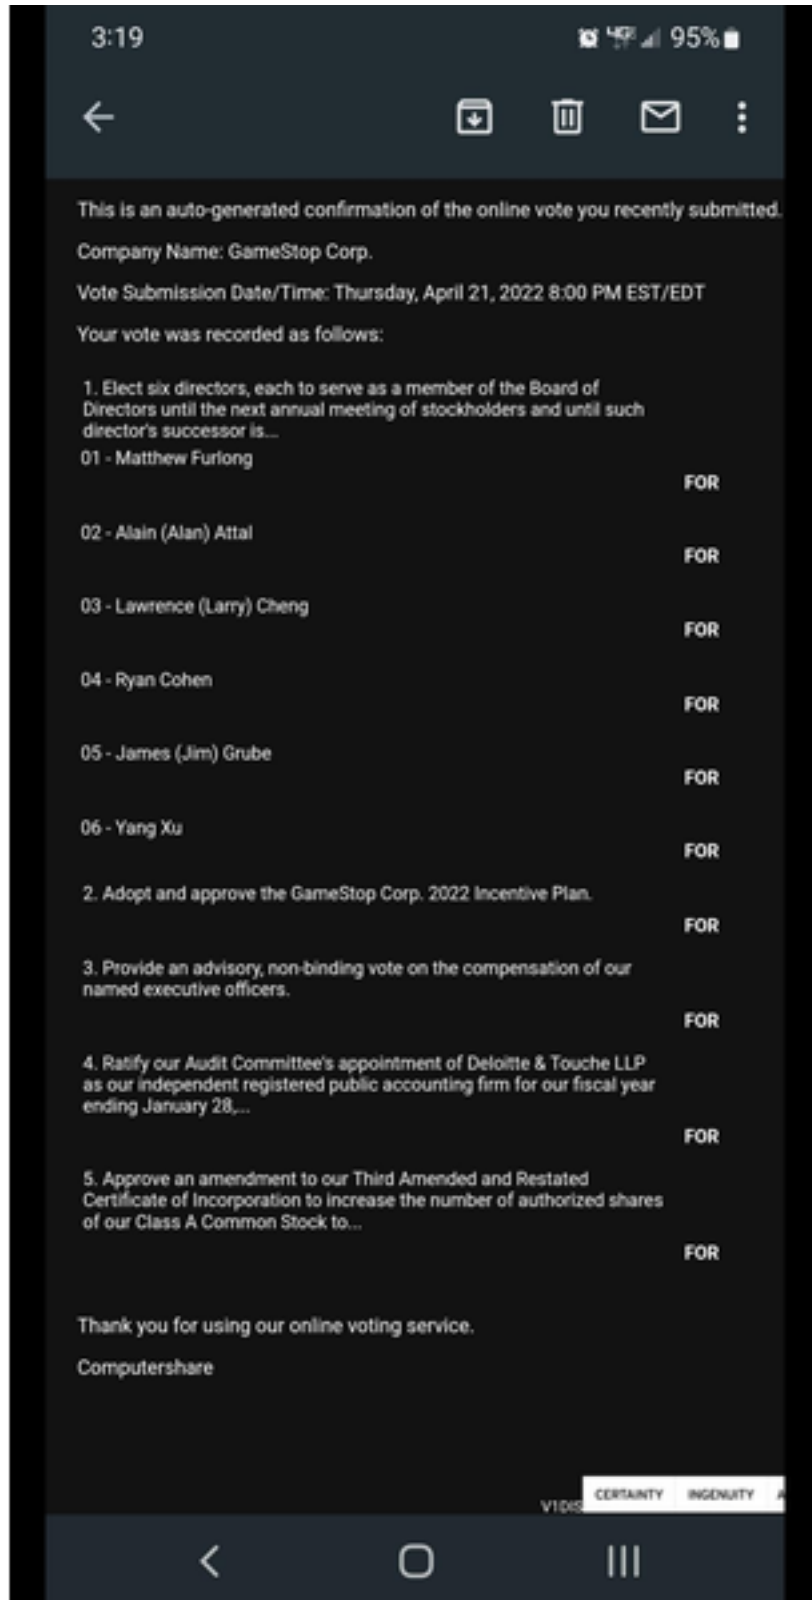 3:19 95%
This is an auto-generated confirmation of the online vote you recently submitted.
Company Name: GameStop Corp.
Vote Submission Date/Time: Thursday, April 21, 2022 8:00 PM EST/EDT
Your vote was recorded as follows:
1. Elect six directors, each to serve as a member of the Board of
Directors until the next annual meeting of stockholders and until such
director's successor is...
01 - Matthew Furlong
FOR
02 - Alain (Alan) Attal
FOR
03 - Lawrence (Larry) Cheng
FOR
04 - Ryan Cohen
FOR
05 - James (Jim) Grube
FOR
06 - Yang Xu
FOR
2. Adopt and approve the GameStop Corp. 2022 Incentive Plan.
FOR
3. Provide an advisory, non-binding vote on the compensation of our
named executive officers.
FOR
4. Ratify our Audit Committee's appointment of Deloitte & Touche LLP
as our independent registered public accounting firm for our fiscal year
ending January 28,...
FOR
5. Approve an amendment to our Third Amended and Restated
Certificate of Incorporation to increase the number of authorized shares
of our Class A Common Stock to...
FOR
Thank you for using our online voting service.
Computershare
V1DIS CERTAINTY INGENUITY A